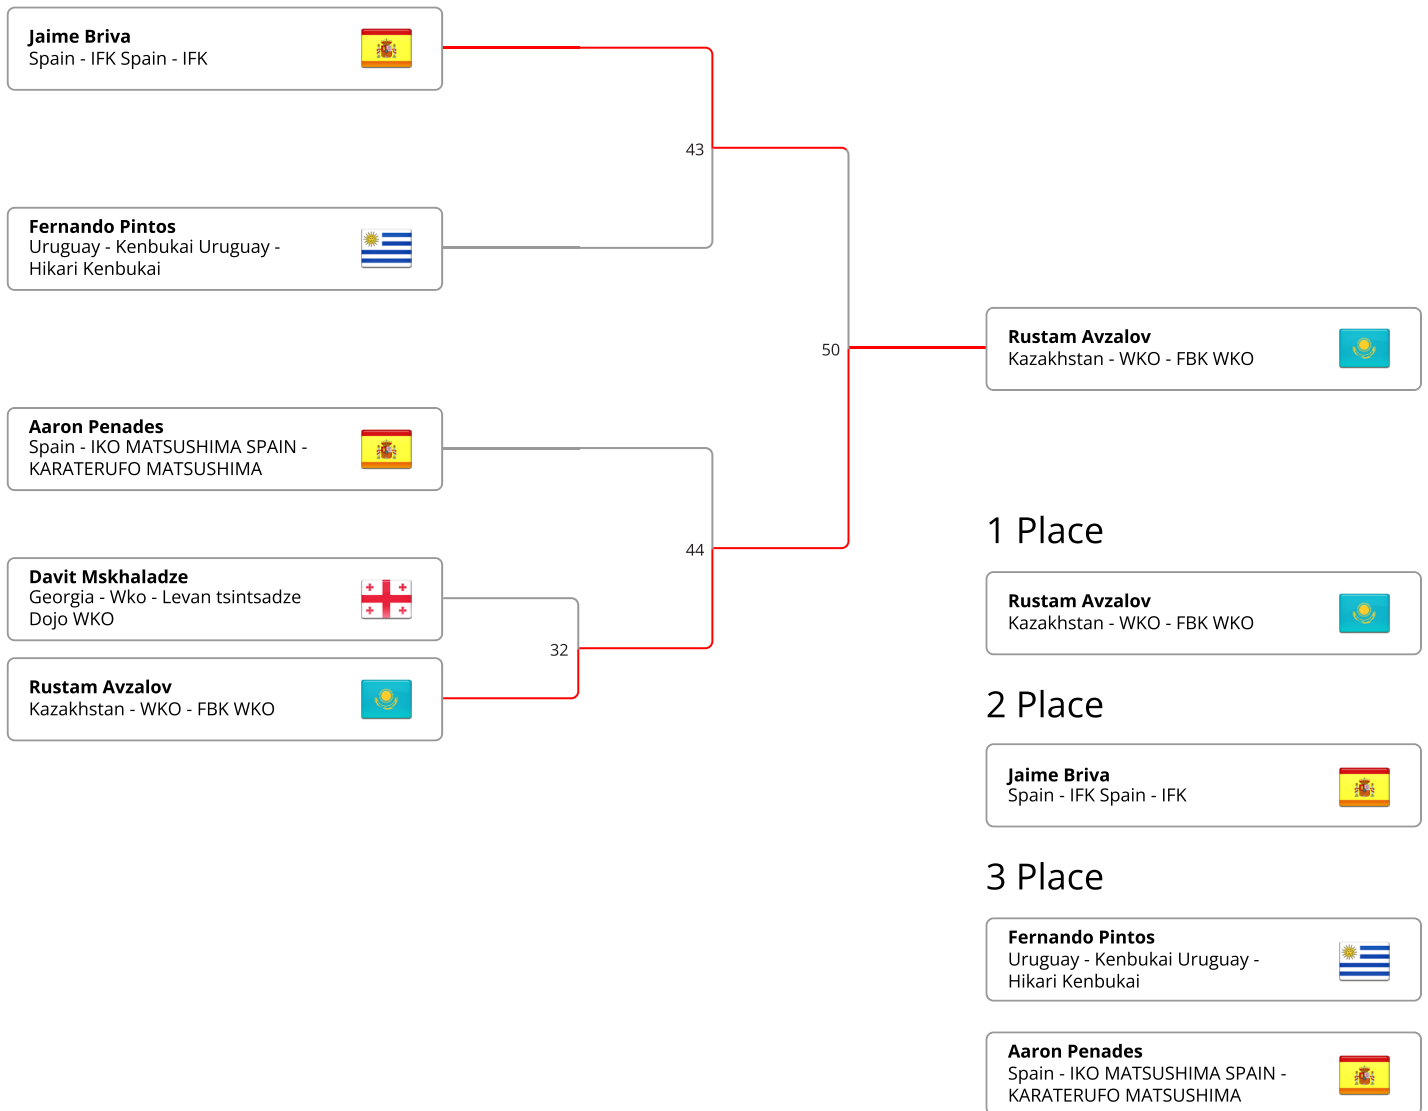 Jaime Briva
Spain - IFK Spain - IFK
43
Fernando Pintos
Uruguay - Kenbukai Uruguay -
Hikari Kenbukai
50
Rustam Avzalov
Kazakhstan - WKO - FBK WKO
Aaron Penades
Spain - IKO MATSUSHIMA SPAIN -
KARATERUFO MATSUSHIMA
44
Davit Mskhaladze
Georgia - Wko - Levan tsintsadze
Dojo WKO
32
Rustam Avzalov
Kazakhstan - WKO - FBK WKO
1 Place
Rustam Avzalov
Kazakhstan - WKO - FBK WKO
2 Place
Jaime Briva
Spain - IFK Spain - IFK
3 Place
Fernando Pintos
Uruguay - Kenbukai Uruguay -
Hikari Kenbukai
Aaron Penades
Spain - IKO MATSUSHIMA SPAIN -
KARATERUFO MATSUSHIMA